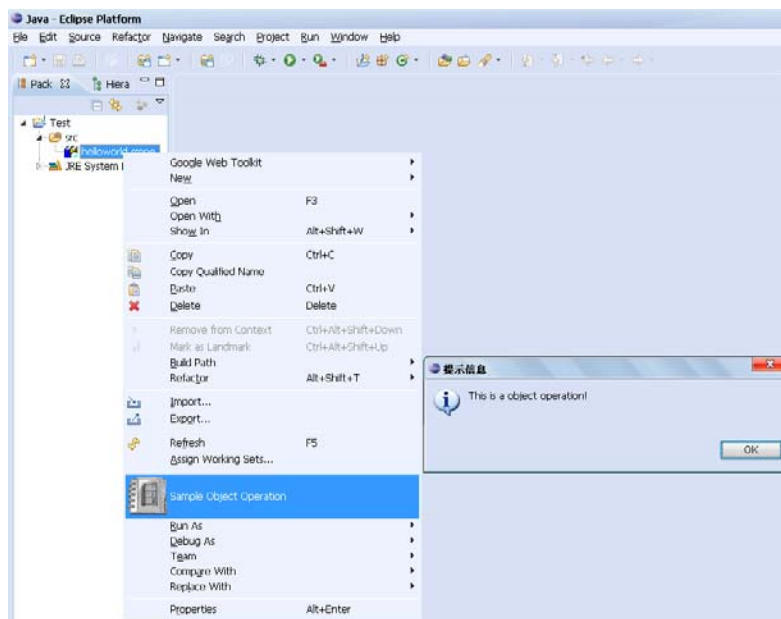 Java - Eclipse Platform
File Edit Source Refactor Navigate Search Project Run Window Help
Pack Hiera
Test
src
JRE System
Google Web Toolkit
New
Open F3
Open With
Show In Alt+Shift+W
Copy Ctrl+C
Copy Qualified Name
Paste Ctrl+V
Delete Delete
Remove from Context Ctrl+Alt+Shift+Down
Mark as Landmark Ctrl+Alt+Shift+Up
Build Path
Refactor Alt+Shift+T
提示信息
This is a object operation!
OK
Import...
Export...
Refresh F5
Assign Working Sets...
Sample Object Operation
Run As
Debug As
Team
Compare With
Replace With
Properties Alt+Enter